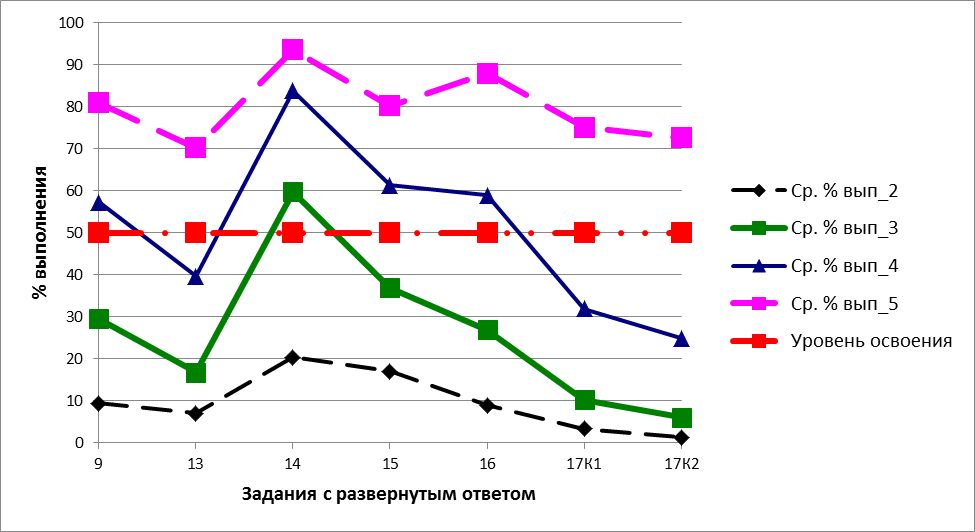 100
90
80
70
60
50
40
30
20
10
0
% выполнения
9 13 14 15 16 17К1 17К2
Задания с развернутым ответом
Ср. % вып_2
Ср. % вып_3
Ср. % вып_4
Ср. % вып_5
Уровень освоения